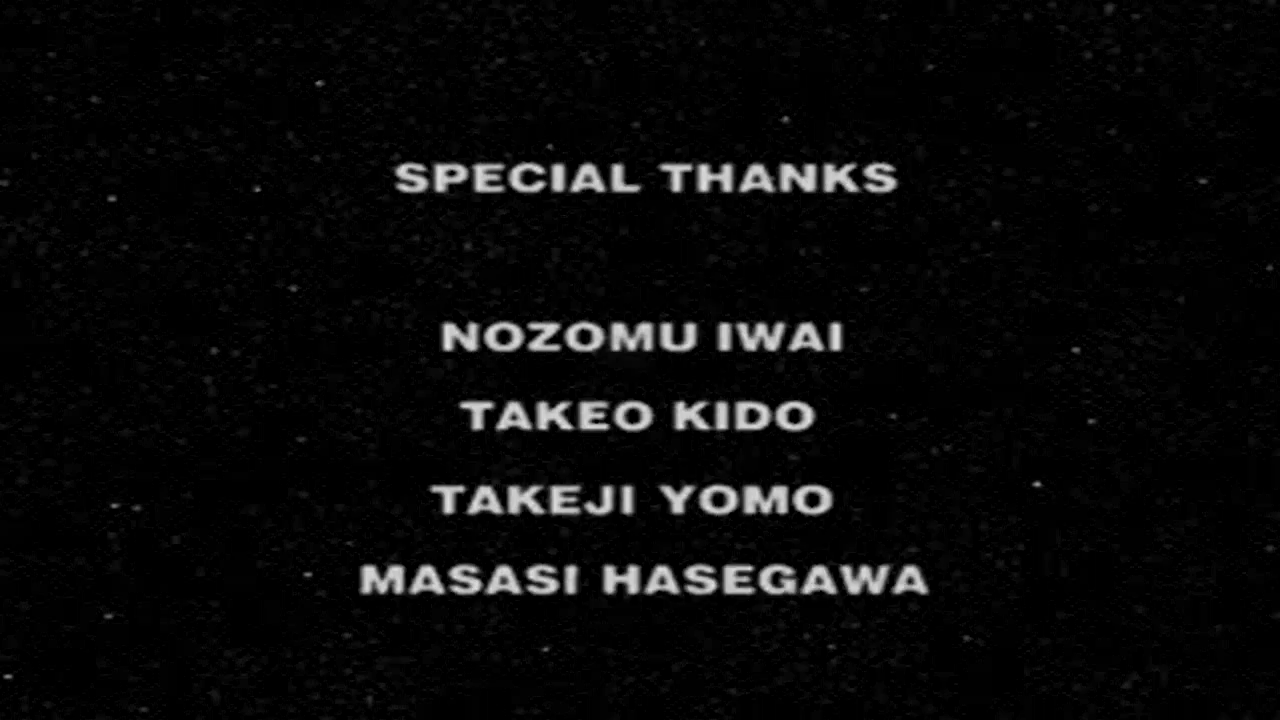 SPECIAL THANKS
NOZOMU IWAI
TAKEO KIDO
TAKEJI YOMO
MASASI HASEGAWA